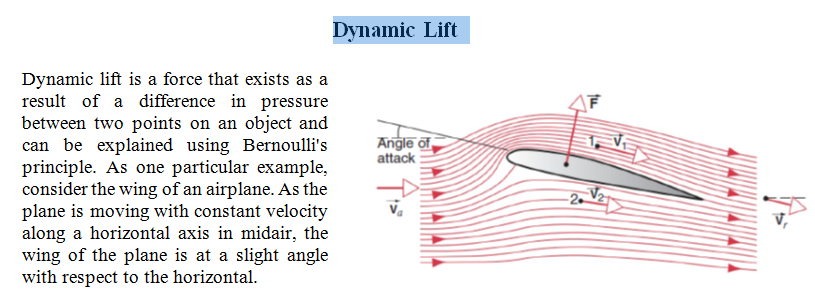 Dynamic Lift
Dynamic lift is a force that exists as a
result of a difference in pressure
between two points on an object and
can be explained using Bernoulli's
principle. As one particular example,
consider the wing of an airplane. As the
plane is moving with constant velocity
along a horizontal axis in midair, the
wing of the plane is at a slight angle
with respect to the horizontal.
F
Angle of
attack
1. V₁
2. V₂
Vₐ
Vᵣ